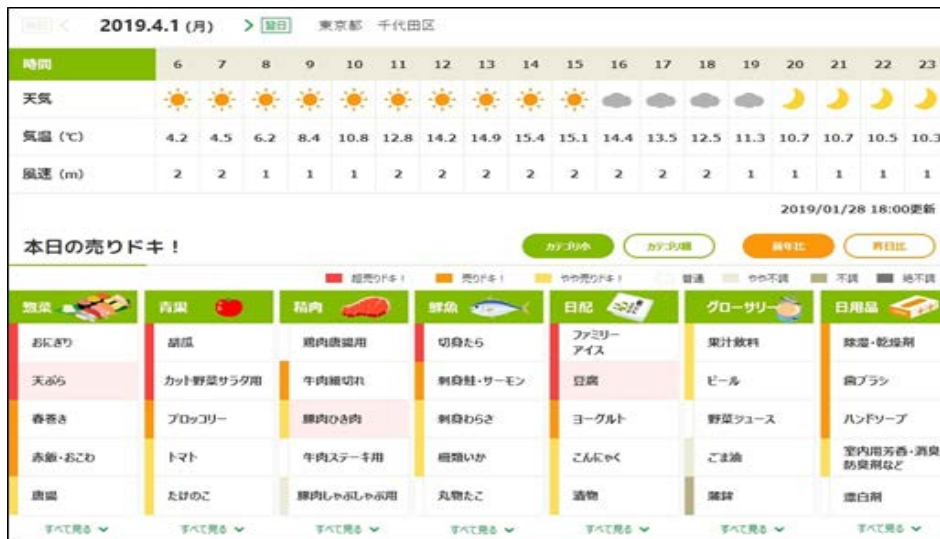 2019.4.1 (月) > 翌日 東京都 千代田区
時間 6 7 8 9 10 11 12 13 14 15 16 17 18 19 20 21 22 23
天気
気温 (℃) 4.2 4.5 6.2 8.4 10.8 12.8 14.2 14.9 15.4 15.1 14.4 13.5 12.5 11.3 10.7 10.7 10.5 10.3
風速 (m) 2 2 1 1 1 2 2 2 2 2 2 2 2 1 1 1 1 1
2019/01/28 18:00更新
本日の売りドキ！ カテゴリ小 カテゴリ細 前年比 昨日比
超売りドキ！ 売りドキ！ やや売りドキ！ 普通 やや不調 不調 絶不調
惣菜 青果 精肉 鮮魚 日配 グローサリー 日用品
おにぎり 胡瓜 鶏肉唐揚用 切身たら ファミリーアイス 果汁飲料 除湿・乾燥剤
天ぷら カット野菜サラダ用 牛肉細切れ 刺身鮭・サーモン 豆腐 ビール 歯ブラシ
春巻き ブロッコリー 豚肉ひき肉 刺身わらさ ヨーグルト 野菜ジュース ハンドソープ
赤飯・おこわ トマト 牛肉ステーキ用 種類いか こんにゃく ごま油 室内用芳香・消臭防臭剤など
唐揚 たけのこ 豚肉しゃぶしゃぶ用 丸物たこ 漬物 漂白剤
すべて見る すべて見る すべて見る すべて見る すべて見る すべて見る すべて見る